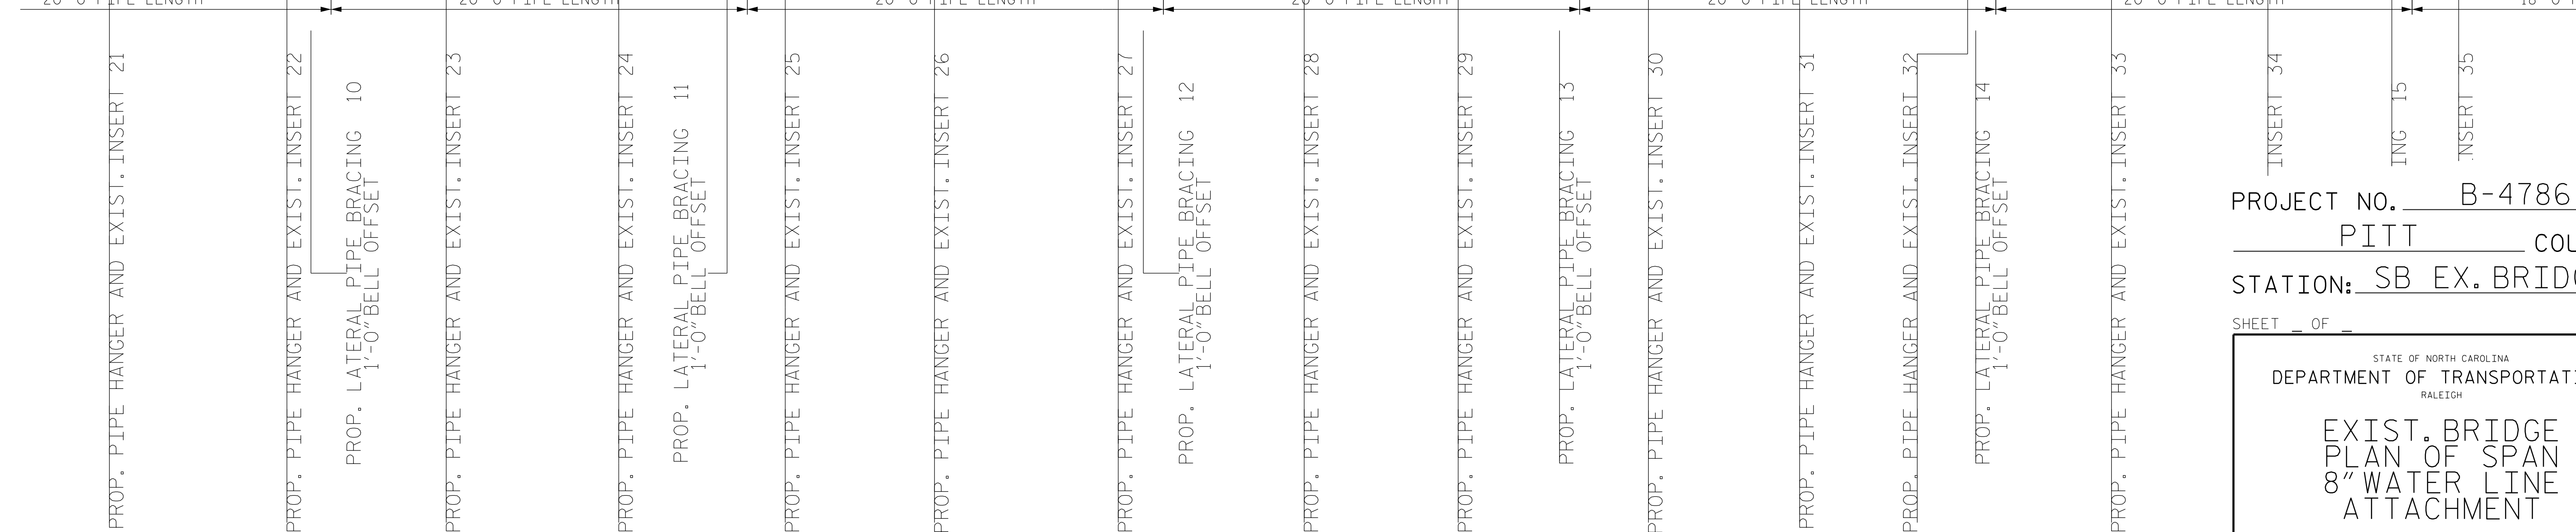 PROP. PIPE HANGER AND EXIST. INSERT 21
PROP. PIPE HANGER AND EXIST. INSERT 22
PROP. LATERAL PIPE BRACING 10
1'-0" BELL OFFSET
PROP. PIPE HANGER AND EXIST. INSERT 23
PROP. PIPE HANGER AND EXIST. INSERT 24
PROP. LATERAL PIPE BRACING 11
1'-0" BELL OFFSET
PROP. PIPE HANGER AND EXIST. INSERT 25
PROP. PIPE HANGER AND EXIST. INSERT 26
PROP. PIPE HANGER AND EXIST. INSERT 27
PROP. LATERAL PIPE BRACING 12
1'-0" BELL OFFSET
PROP. PIPE HANGER AND EXIST. INSERT 28
PROP. PIPE HANGER AND EXIST. INSERT 29
PROP. LATERAL PIPE BRACING 13
1'-0" BELL OFFSET
PROP. PIPE HANGER AND EXIST. INSERT 30
PROP. PIPE HANGER AND EXIST. INSERT 31
PROP. PIPE HANGER AND EXIST. INSERT 32
PROP. LATERAL PIPE BRACING 14
1'-0" BELL OFFSET
PROP. PIPE HANGER AND EXIST. INSERT 33
INSERT 34
ING 15
NSERT 35
PROJECT NO. B-4786
PITT COU
STATION: SB EX. BRID
SHEET _ OF _
STATE OF NORTH CAROLINA
DEPARTMENT OF TRANSPORTATI
RALEIGH
EXIST. BRIDGE
PLAN OF SPAN
8" WATER LINE
ATTACHMENT